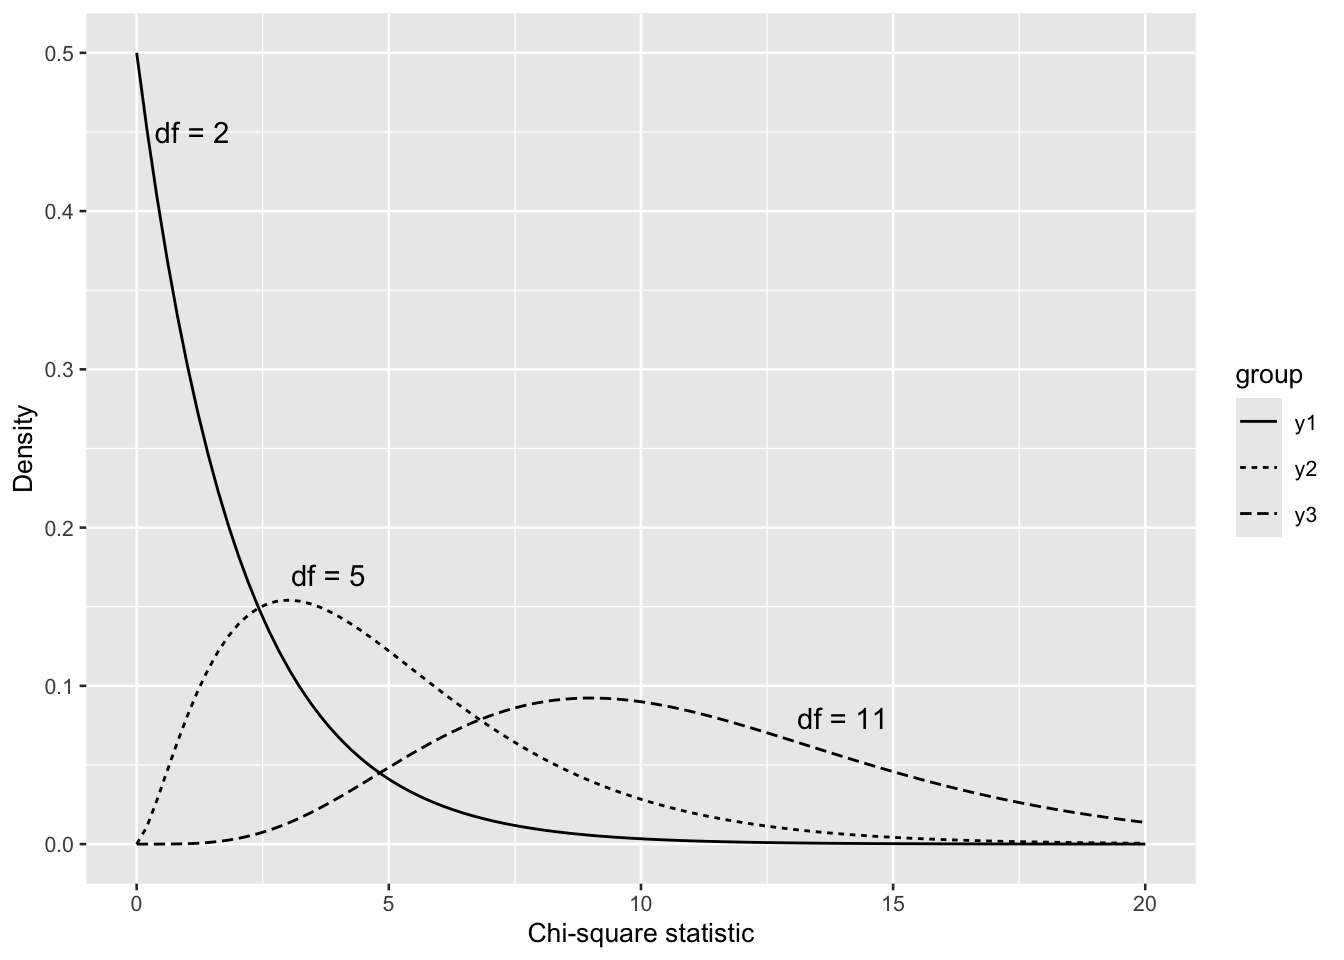 0.5
0.4
0.3
0.2
0.1
0.0
Density
df = 2
df = 5
df = 11
0 5 10 15 20
Chi-square statistic
group
y1
y2
y3